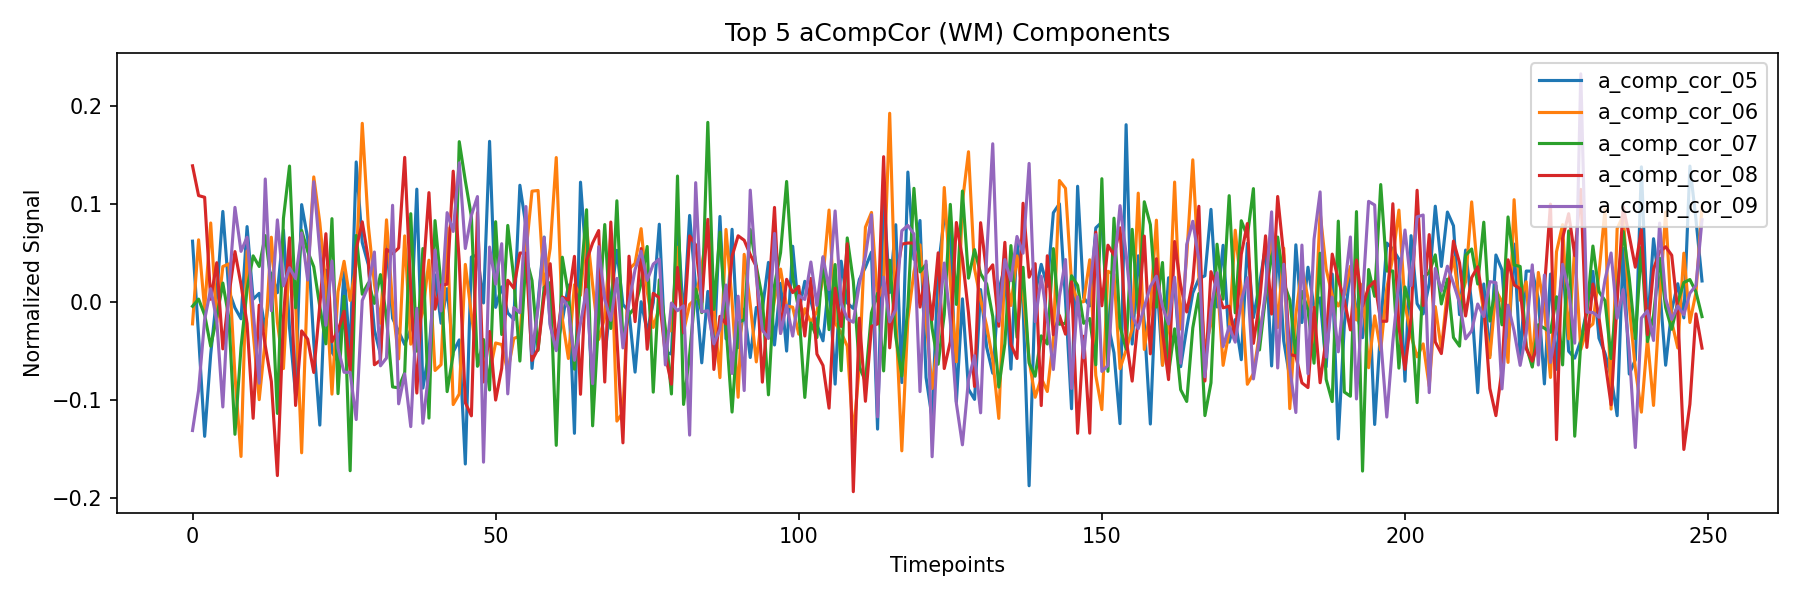 Top 5 aCompCor (WM) Components
Normalized Signal
0.2
0.1
0.0
−0.1
−0.2
0
50
100
150
200
250
Timepoints
a_comp_cor_05
a_comp_cor_06
a_comp_cor_07
a_comp_cor_08
a_comp_cor_09